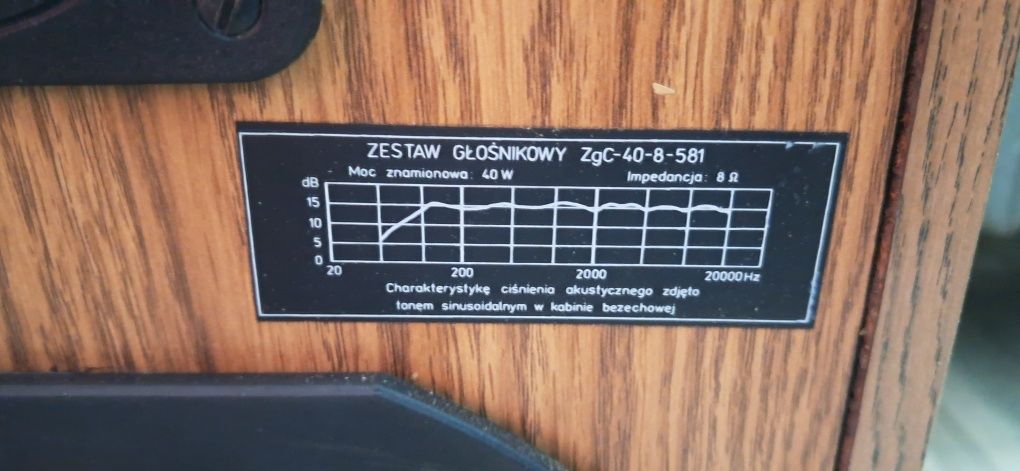 ZESTAW GŁOŚNIKOWY ZgC-40-8-581
Moc znamionowa: 40 W Impedancja: 8 Ω
dB
15
10
5
0
20 200 2000 20000 Hz
Charakterystykę ciśnienia akustycznego zdjęto
tonem sinusoidalnym w kabinie bezechowej